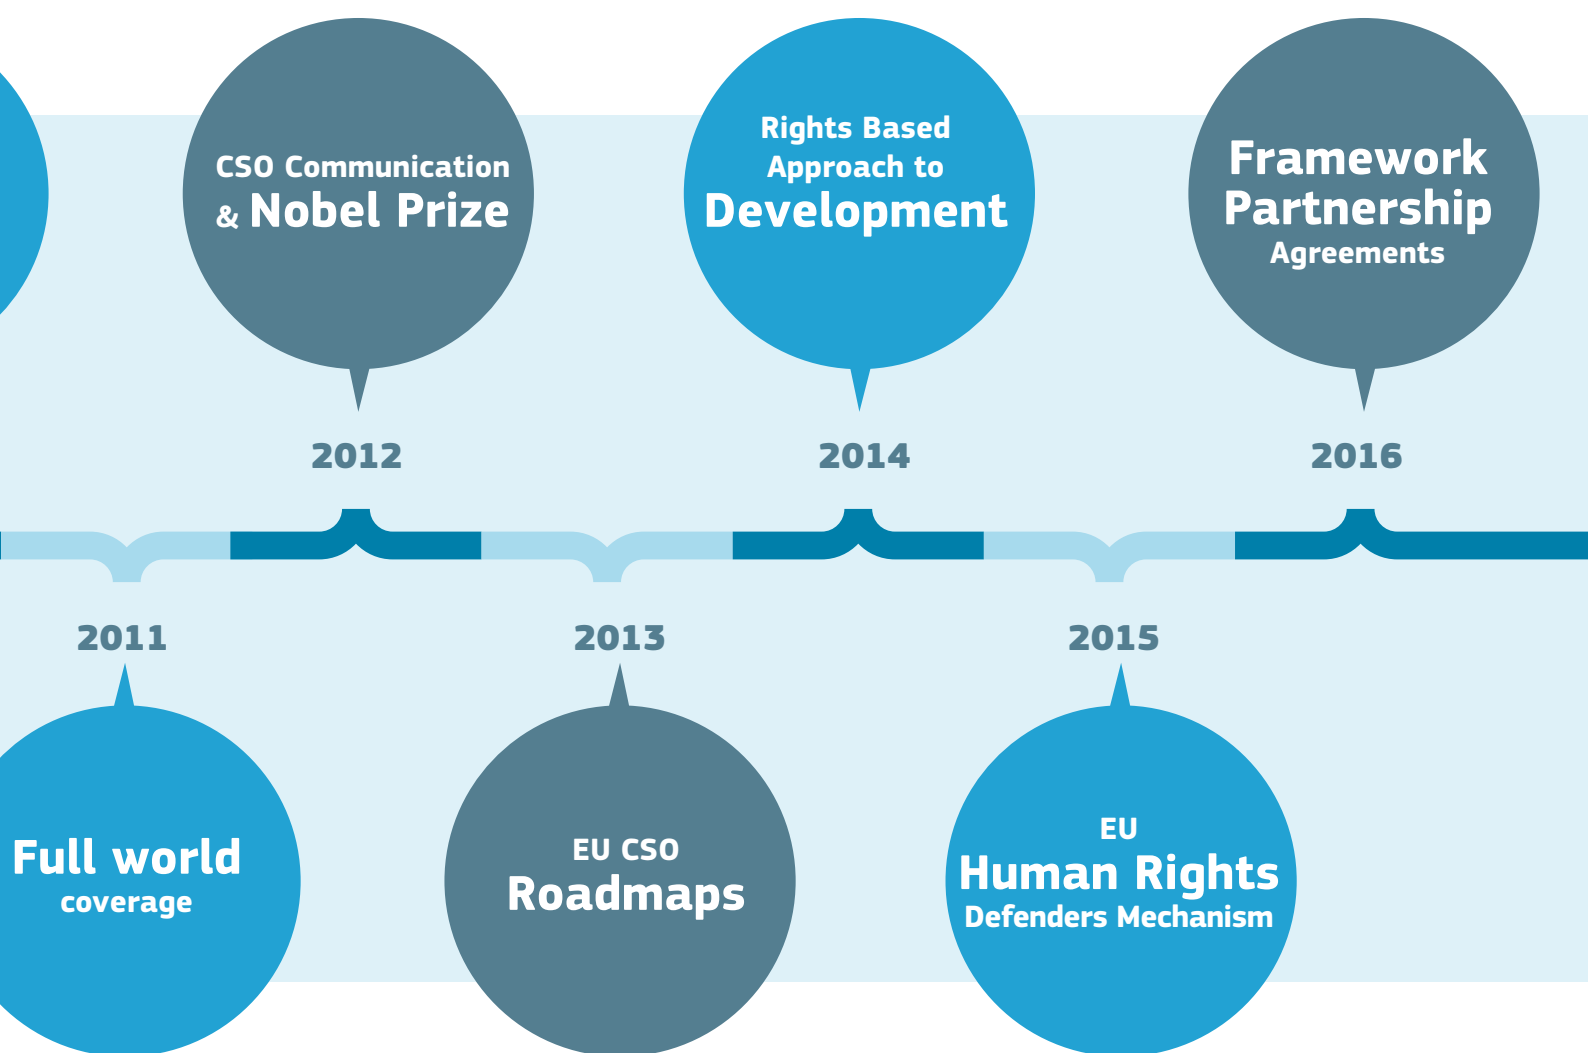 CSO Communication
& Nobel Prize
2012
Rights Based
Approach to
Development
2014
Framework
Partnership
Agreements
2016
2011
Full world
coverage
2013
EU CSO
Roadmaps
2015
EU
Human Rights
Defenders Mechanism